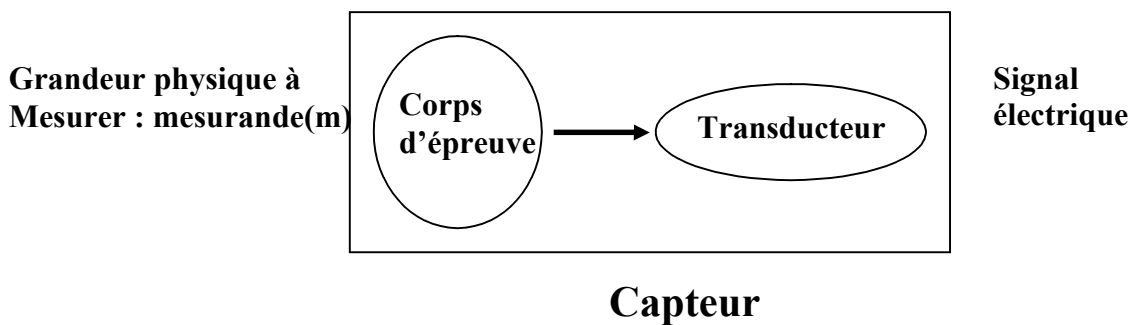 Grandeur physique à
Mesurer : mesurande(m)
Corps
d’épreuve
Transducteur
Signal
électrique
Capteur